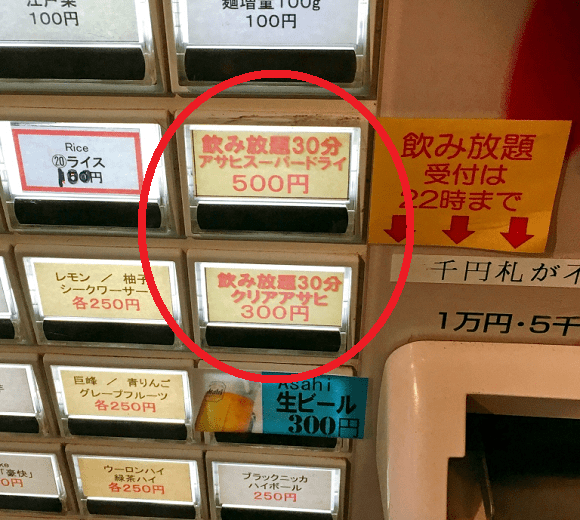 江戸菜
100円
麺増量100g
100円
Rice
⑳ライス
100円
飲み放題30分
アサヒスーパードライ
500円
飲み放題
受付は
22時まで
レモン / 柚子
シークワーサー
各250円
飲み放題30分
クリアアサヒ
300円
千円札が不
1万円・5千
巨峰 / 青りんご
グレープフルーツ
各250円
Asahi
生ビール
300円
「豪快」
0円
ウーロンハイ
緑茶ハイ
各250円
ブラックニッカ
ハイボール
250円